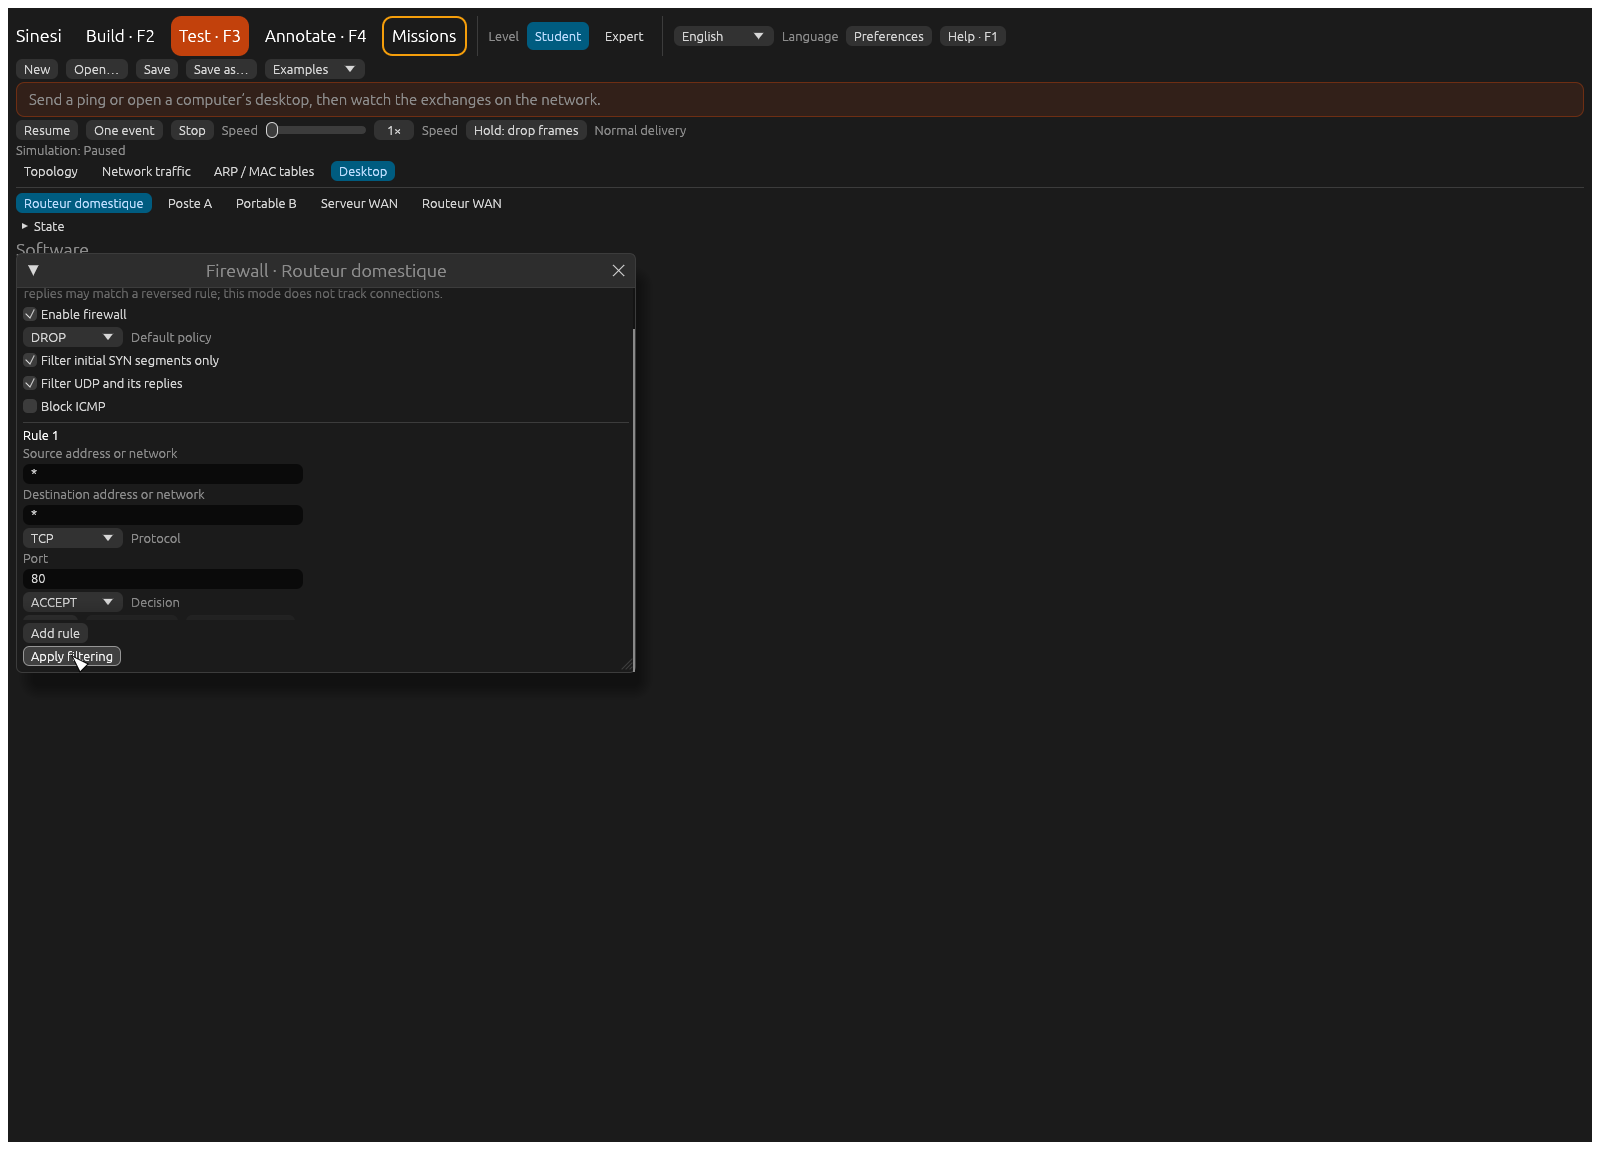 Sinesi Build · F2 Test · F3 Annotate · F4 Missions Level Student Expert English Language Preferences Help · F1
New Open… Save Save as… Examples
Send a ping or open a computer’s desktop, then watch the exchanges on the network.
Resume One event Stop Speed 1× Speed Hold: drop frames Normal delivery
Simulation: Paused
Topology Network traffic ARP / MAC tables Desktop
Routeur domestique Poste A Portable B Serveur WAN Routeur WAN
State
Software
Firewall · Routeur domestique
replies may match a reversed rule; this mode does not track connections.
Enable firewall
DROP Default policy
Filter initial SYN segments only
Filter UDP and its replies
Block ICMP
Rule 1
Source address or network
*
Destination address or network
*
TCP Protocol
Port
80
ACCEPT Decision
Add rule
Apply filtering